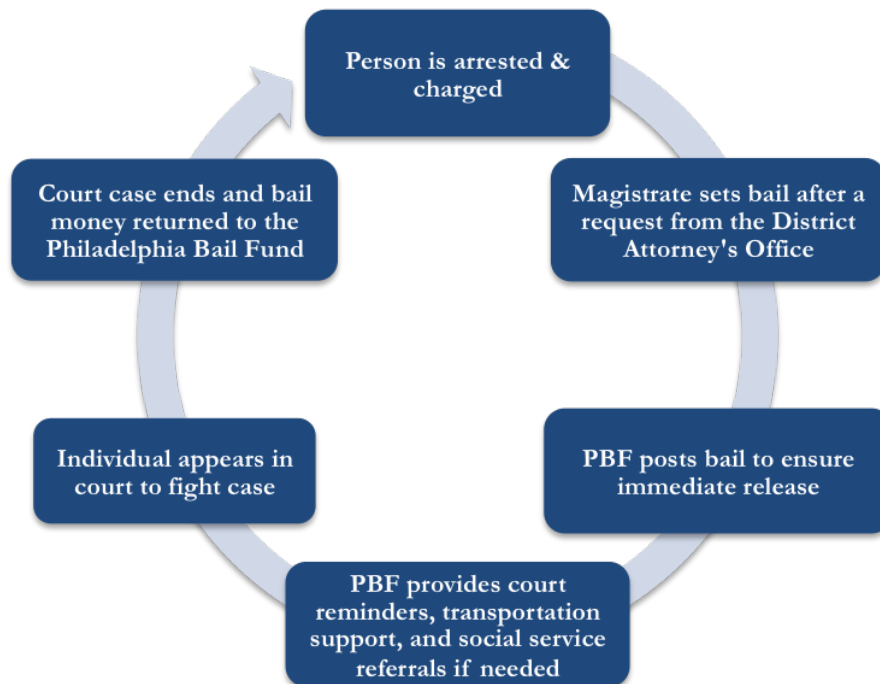 Person is arrested &
charged
Magistrate sets bail after a
request from the District
Attorney's Office
PBF posts bail to ensure
immediate release
PBF provides court
reminders, transportation
support, and social service
referrals if needed
Individual appears in
court to fight case
Court case ends and bail
money returned to the
Philadelphia Bail Fund